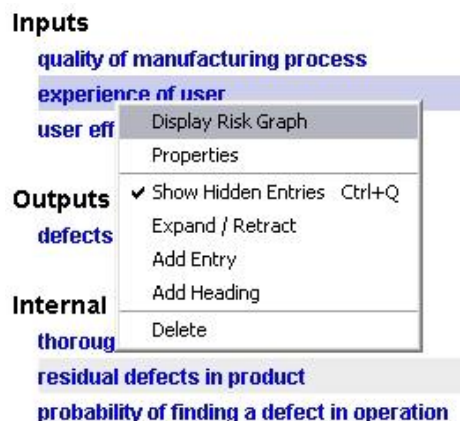 Inputs
quality of manufacturing process
experience of user
user eff
Display Risk Graph
Properties
✔ Show Hidden Entries Ctrl+Q
Expand / Retract
Add Entry
Add Heading
Delete
Outputs
defects
Internal
thoroug
residual defects in product
probability of finding a defect in operation